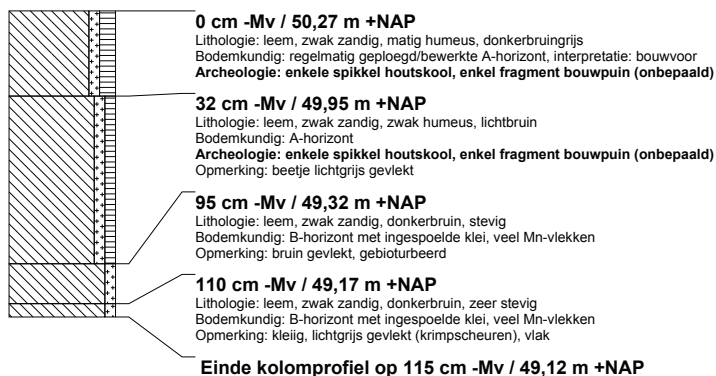 0 cm -Mv / 50,27 m +NAP
Lithologie: leem, zwak zandig, matig humeus, donkerbruingrijs
Bodemkundig: regelmatig geploegd/bewerkte A-horizont, interpretatie: bouwvoor
Archeologie: enkele spikkel houtskool, enkel fragment bouwpuin (onbepaald)
32 cm -Mv / 49,95 m +NAP
Lithologie: leem, zwak zandig, zwak humeus, lichtbruin
Bodemkundig: A-horizont
Archeologie: enkele spikkel houtskool, enkel fragment bouwpuin (onbepaald)
Opmerking: beetje lichtgrijs gevlekt
95 cm -Mv / 49,32 m +NAP
Lithologie: leem, zwak zandig, donkerbruin, stevig
Bodemkundig: B-horizont met ingespoelde klei, veel Mn-vlekken
Opmerking: bruin gevlekt, gebioturbeerd
110 cm -Mv / 49,17 m +NAP
Lithologie: leem, zwak zandig, donkerbruin, zeer stevig
Bodemkundig: B-horizont met ingespoelde klei, veel Mn-vlekken
Opmerking: kleiig, lichtgrijs gevlekt (krimpscheuren), vlak
Einde kolomprofiel op 115 cm -Mv / 49,12 m +NAP